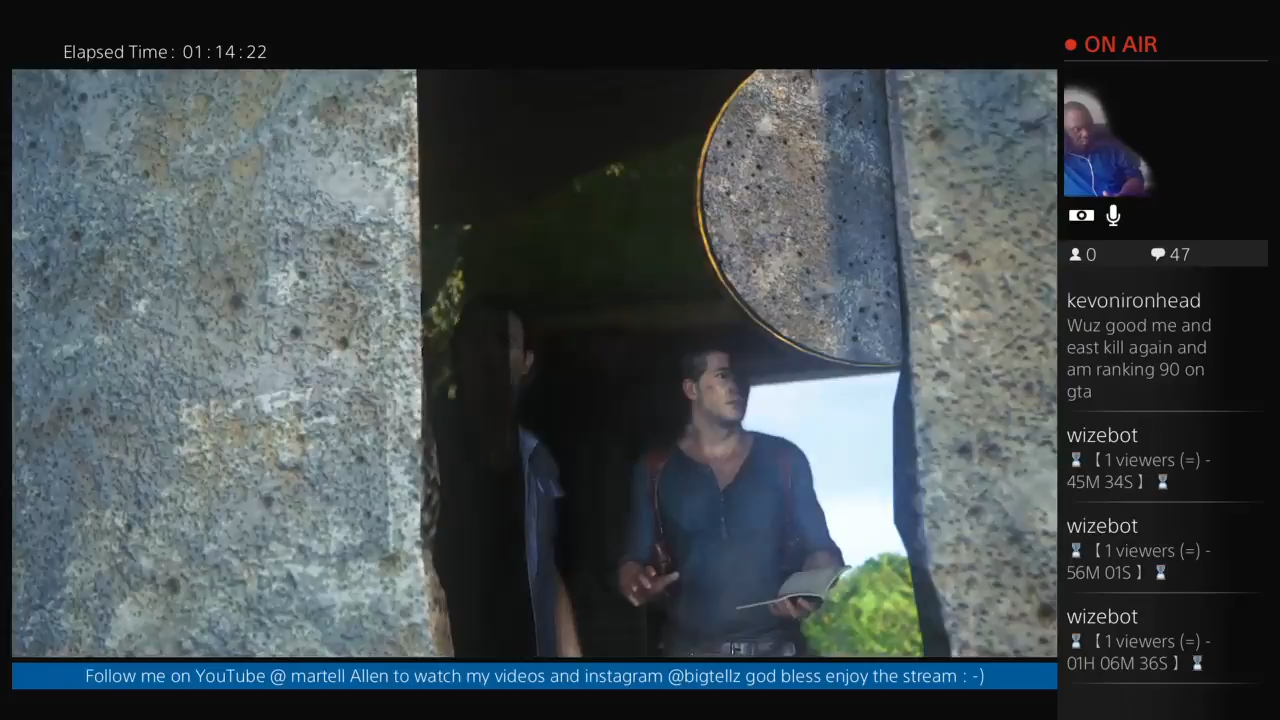 Elapsed Time: 01:14:22
ON AIR
0 47
kevonironhead
Wuz good me and
east kill again and
am ranking 90 on
gta
wizebot
⌛【 1 viewers (=) -
45M 34S 】 ⌛
wizebot
⌛【 1 viewers (=) -
56M 01S 】 ⌛
wizebot
⌛【 1 viewers (=) -
01H 06M 36S 】 ⌛
Follow me on YouTube @ martell Allen to watch my videos and instagram @bigtellz god bless enjoy the stream : -)